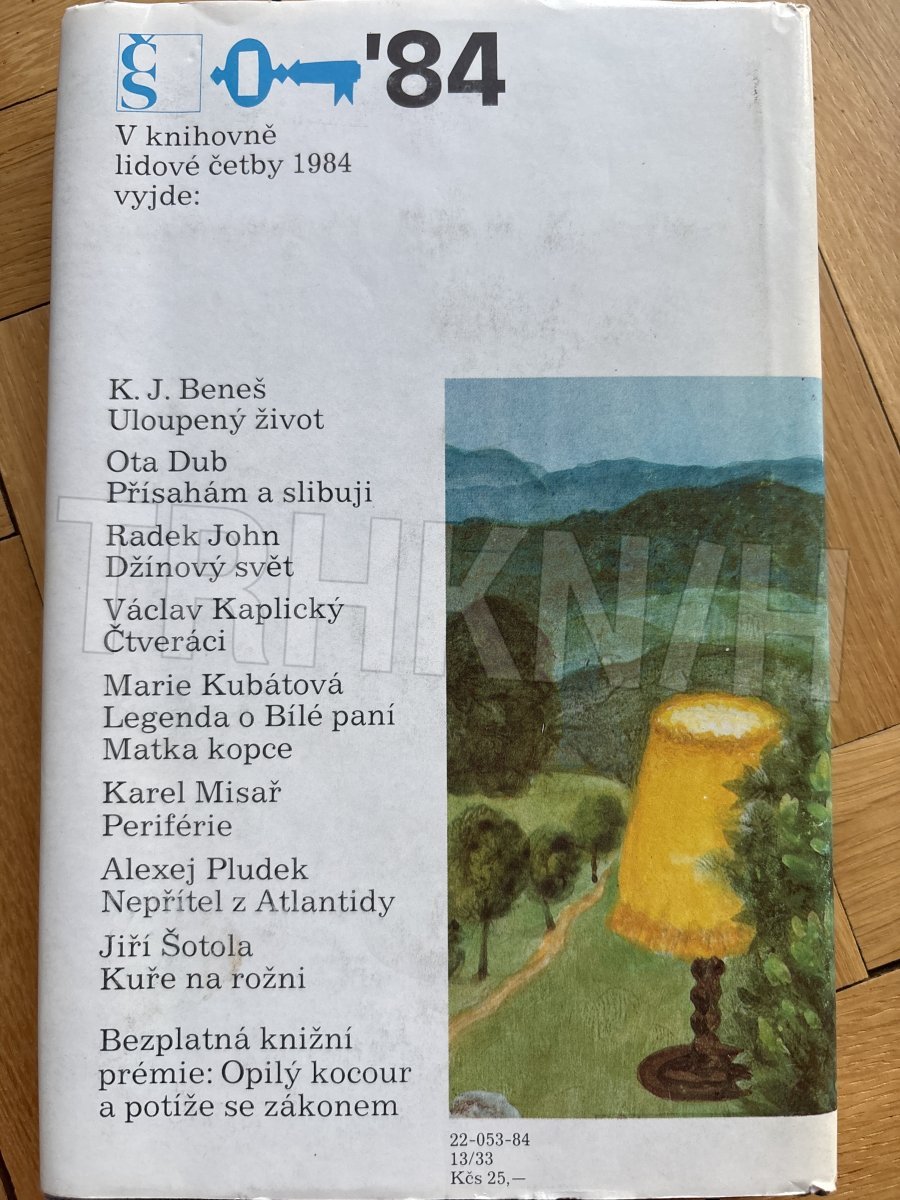 ČS '84
V knihovně
lidové četby 1984
vyjde:
K. J. Beneš
Uloupený život
Ota Dub
Přísahám a slibuji
Radek John
Džínový svět
Václav Kaplický
Čtveráci
Marie Kubátová
Legenda o Bílé paní
Matka kopce
Karel Misař
Periférie
Alexej Pludek
Nepřítel z Atlantidy
Jiří Šotola
Kuře na rožni
Bezplatná knižní
prémie: Opilý kocour
a potíže se zákonem
22-053-84
13/33
Kčs 25,—
TRHKNIH